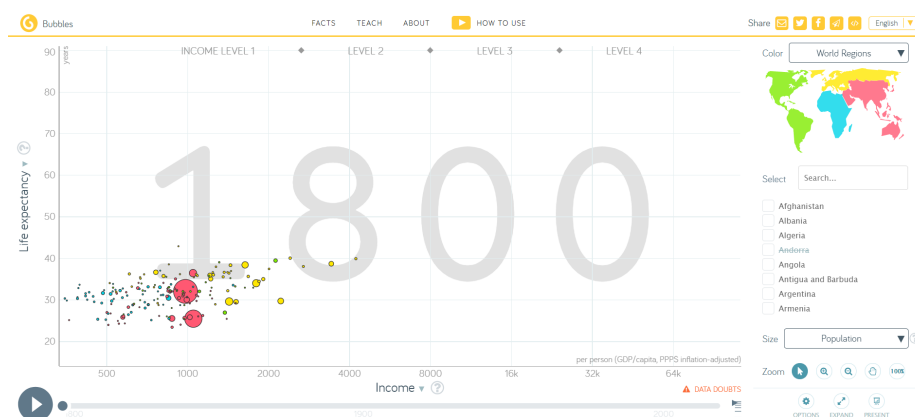 Bubbles
FACTS TEACH ABOUT HOW TO USE
Share
English
90 years INCOME LEVEL 1 LEVEL 2 LEVEL 3 LEVEL 4
80
70
60
50
40
30
20
1800
Life expectancy
per person (GDP/capita, PPP$ inflation-adjusted)
500 1000 2000 4000 8000 16k 32k 64k
Income ?
DATA DOUBTS
1800 1900 2000
Color World Regions
Select Search...
Afghanistan
Albania
Algeria
Andorra
Angola
Antigua and Barbuda
Argentina
Armenia
Size Population
Zoom 100%
OPTIONS EXPAND PRESENT